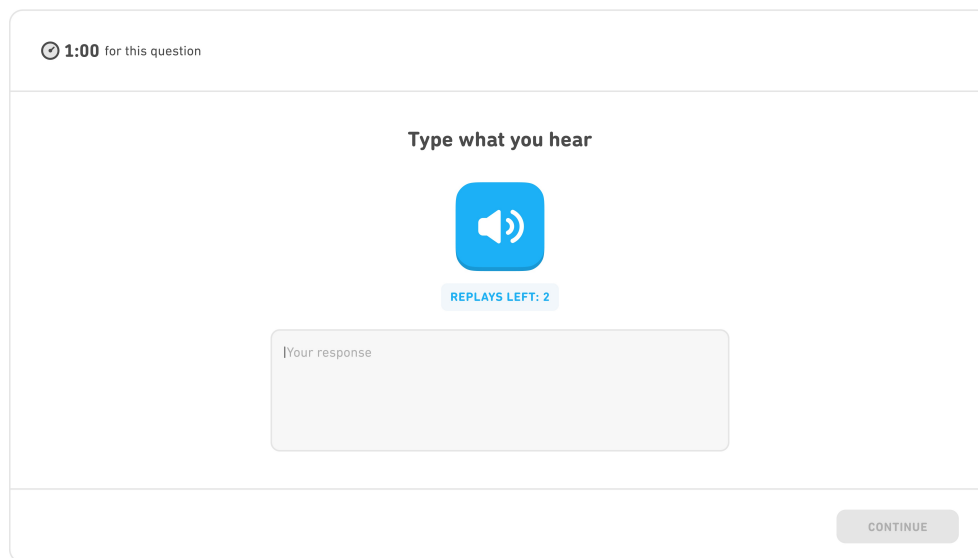 1:00 for this question
Type what you hear
REPLAYS LEFT: 2
Your response
CONTINUE